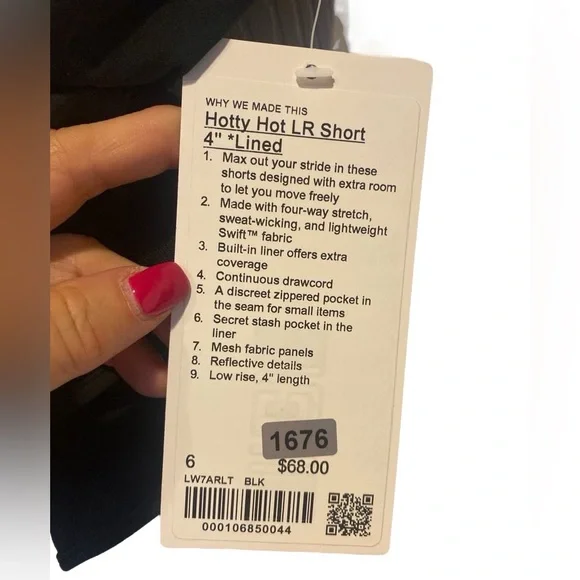 WHY WE MADE THIS
Hotty Hot LR Short
4" *Lined
1. Max out your stride in these
shorts designed with extra room
to let you move freely
2. Made with four-way stretch,
sweat-wicking, and lightweight
Swift™ fabric
3. Built-in liner offers extra
coverage
4. Continuous drawcord
5. A discreet zippered pocket in
the seam for small items
6. Secret stash pocket in the
liner
7. Mesh fabric panels
8. Reflective details
9. Low rise, 4" length
1676
6 $68.00
LW7ARLT BLK
000106850044